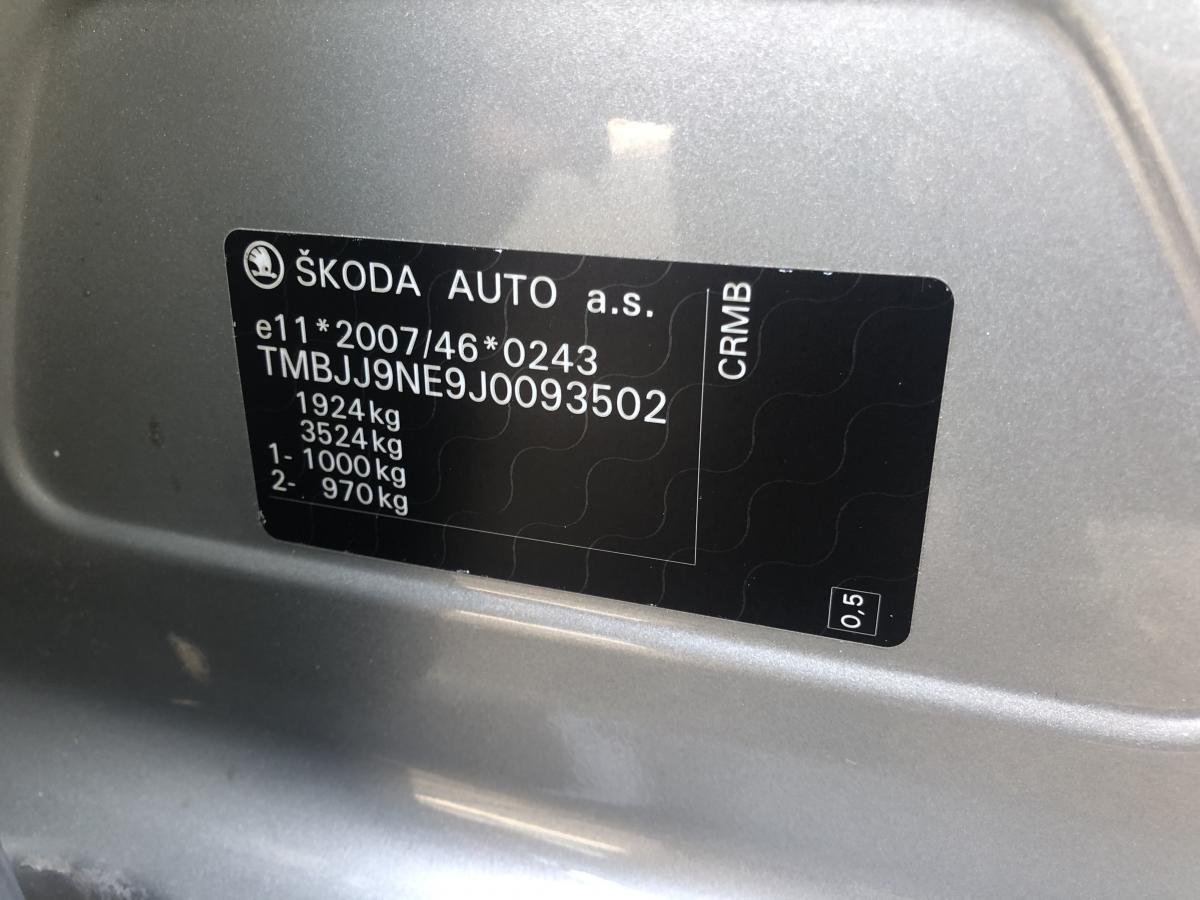 ŠKODA AUTO a.s.
e11*2007/46*0243
TMBJJ9NE9J0093502
1924kg
3524kg
1- 1000kg
2- 970kg
CRMB
0,5